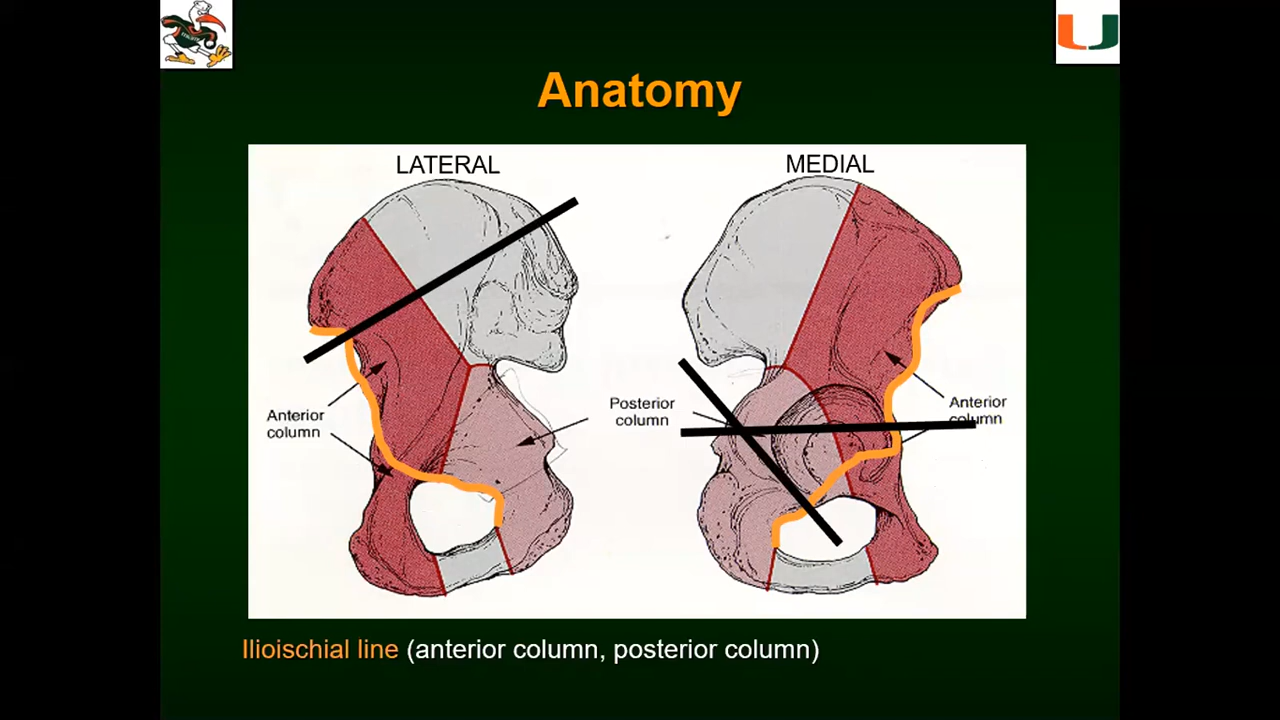 Anatomy
LATERAL
MEDIAL
Anterior
column
Posterior
column
Anterior
column
Ilioischial line (anterior column, posterior column)